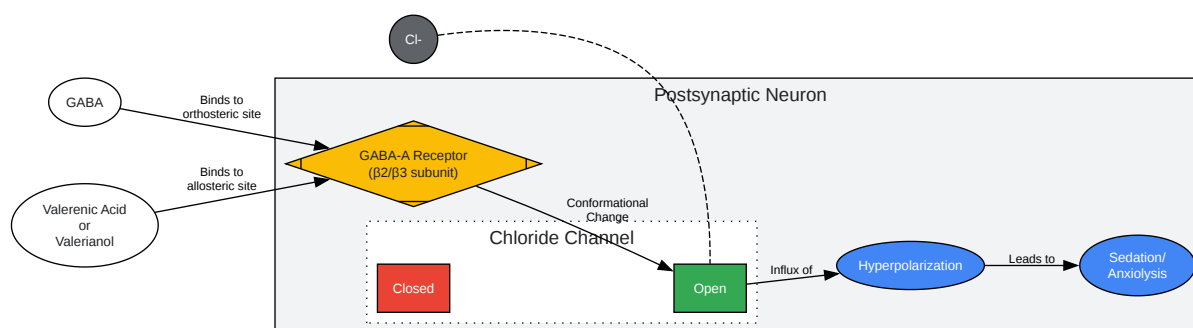 Cl-
Postsynaptic Neuron
GABA
Binds to
orthosteric site
GABA-A Receptor
(β2/β3 subunit)
Binds to
allosteric site
Valerenic Acid
or
Valerianol
Conformational
Change
Chloride Channel
Closed
Open
Influx of
Hyperpolarization
Leads to
Sedation/
Anxiolysis